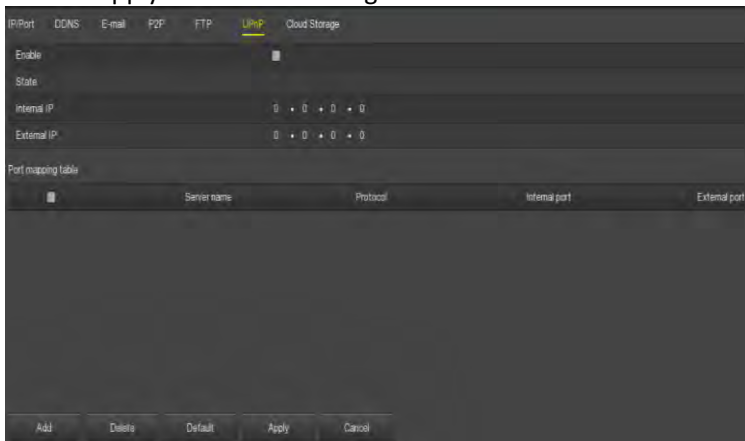 IP/Port DDNS E-mail P2P FTP UPnP Cloud Storage
Enable
State
Internal IP 0 . 0 . 0 . 0
External IP 0 . 0 . 0 . 0
Port mapping table
Server name Protocol Internal port External port
Add Delete Default Apply Cancel